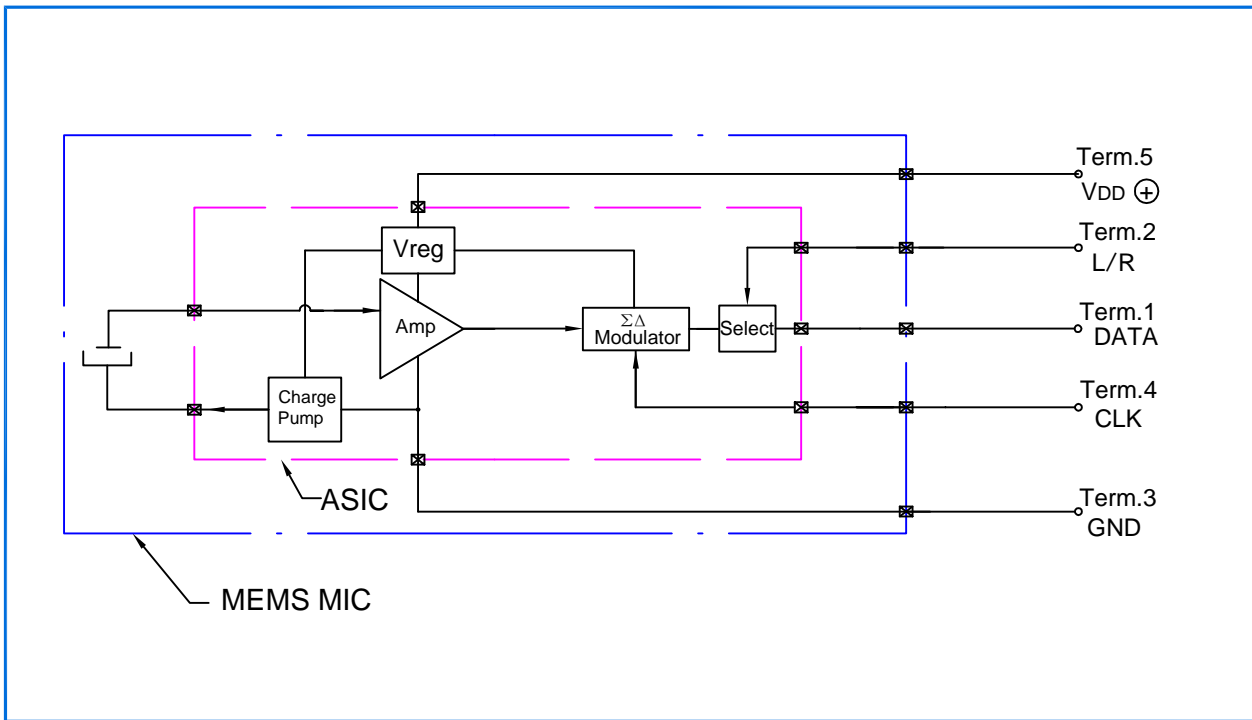 Term.5
VDD +
Term.2
L/R
Vreg
Amp
ΣΔ
Modulator
Select
Term.1
DATA
Charge
Pump
Term.4
CLK
ASIC
Term.3
GND
MEMS MIC